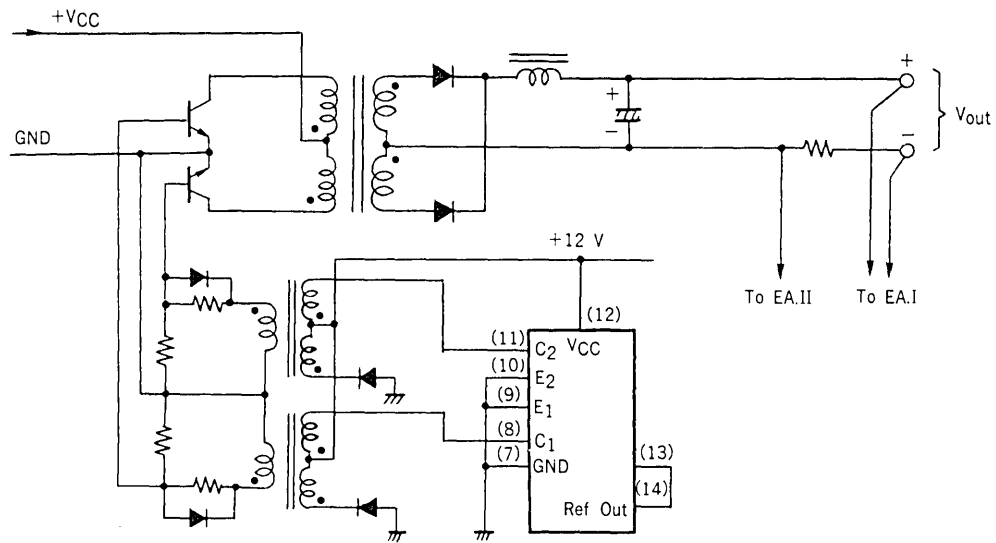 +VCC
GND
+
−
+
−
Vout
+12 V
To EA.II
To EA.I
(12)
VCC
(11)
C2
(10)
E2
(9)
E1
(8)
C1
(7)
GND
(13)
(14)
Ref Out